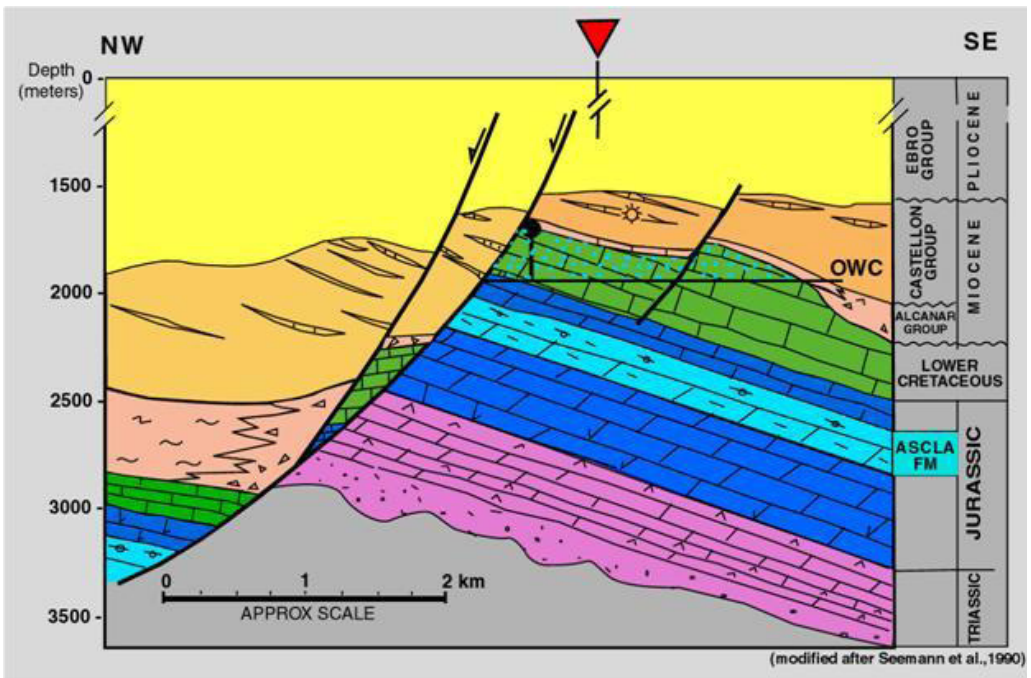 NW
SE
Depth
(meters)
0 -
1500 -
2000 -
2500 -
3000 -
3500 -
OWC
EBRO
GROUP
PLIOCENE
CASTELLON
GROUP
MIOCENE
ALCANAR
GROUP
LOWER
CRETACEOUS
ASCLA
FM
JURASSIC
TRIASSIC
0 1 2 km
APPROX SCALE
(modified after Seemann et al.,1990)